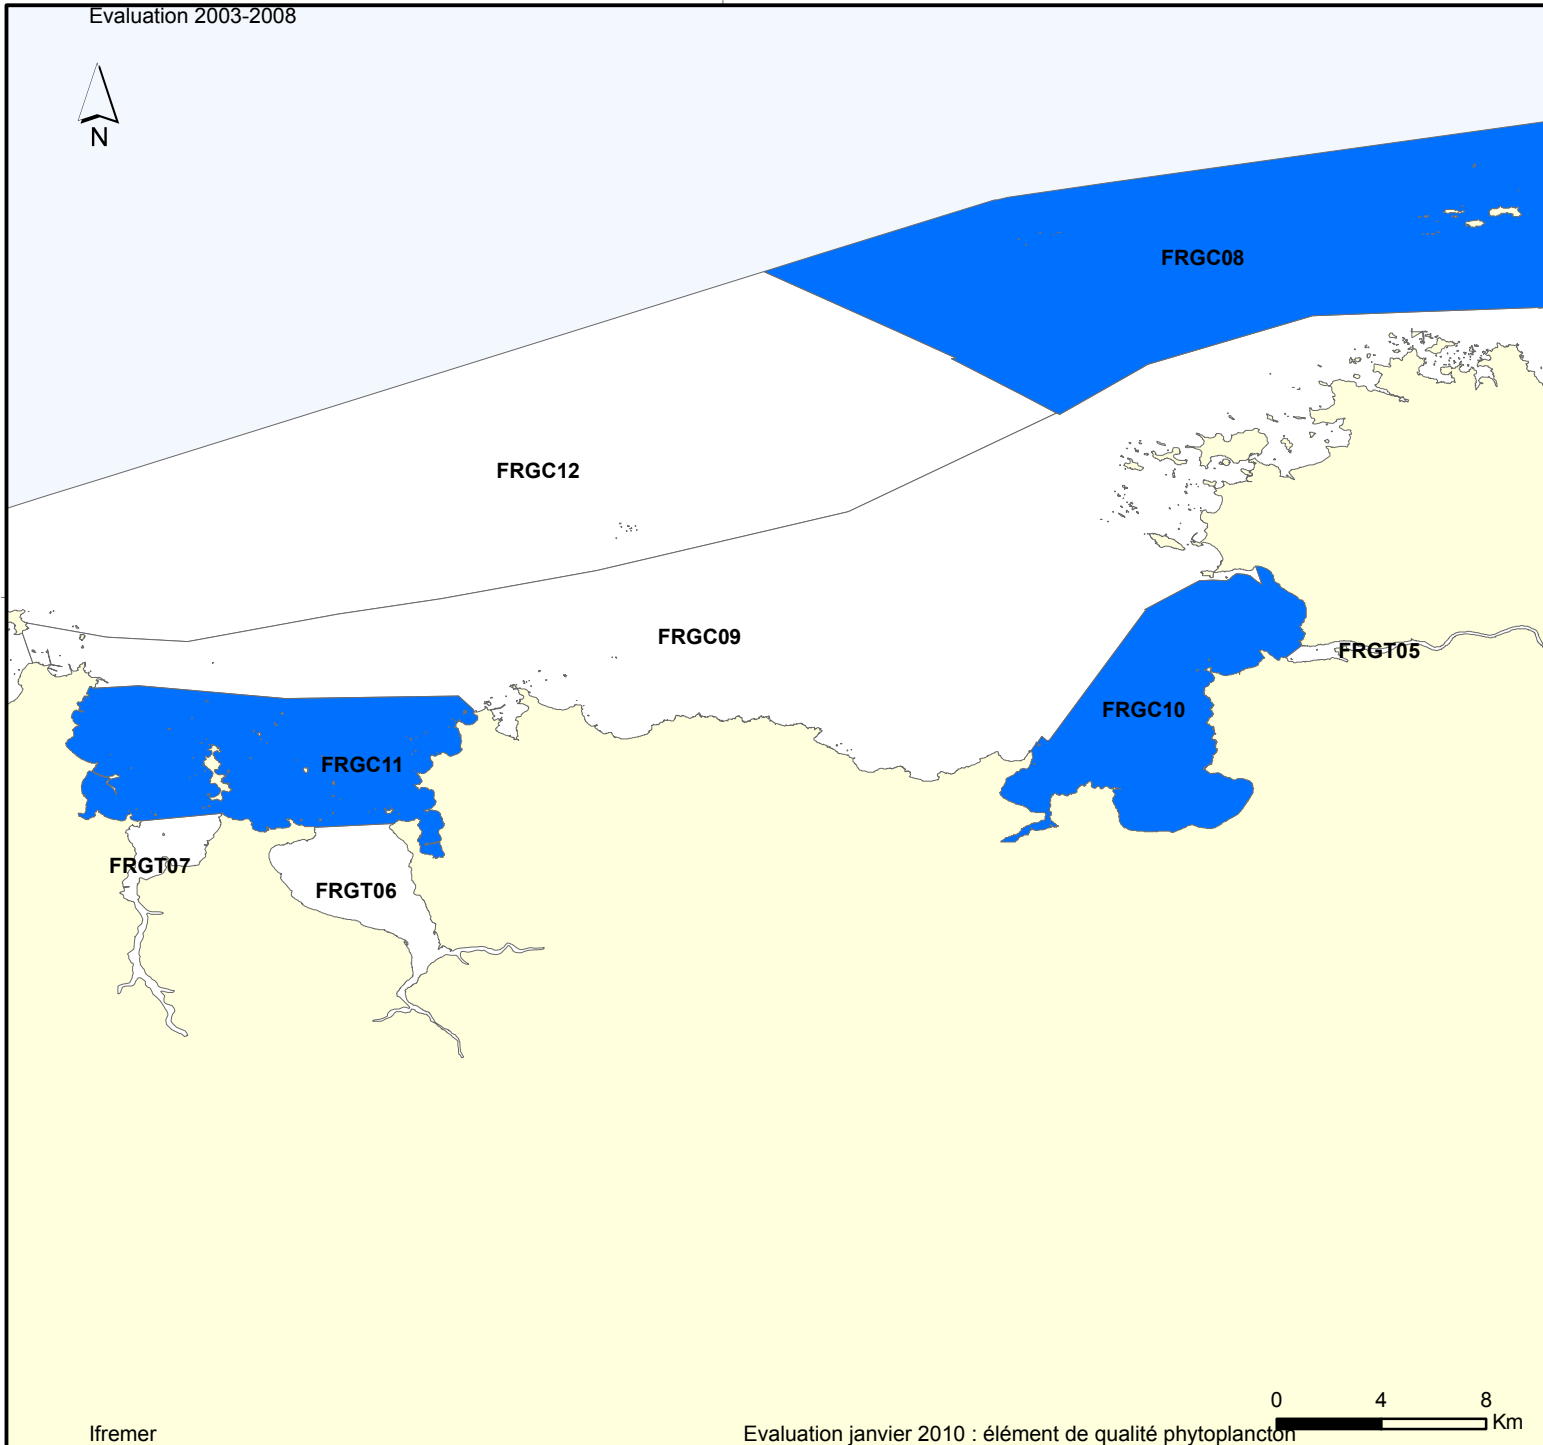 Evaluation 2003-2008
N
FRGC08
FRGC12
FRGC09
FRGT05
FRGC10
FRGC11
FRGT07
FRGT06
0 4 8
Km
Ifremer
Evaluation janvier 2010 : élément de qualité phytoplancton